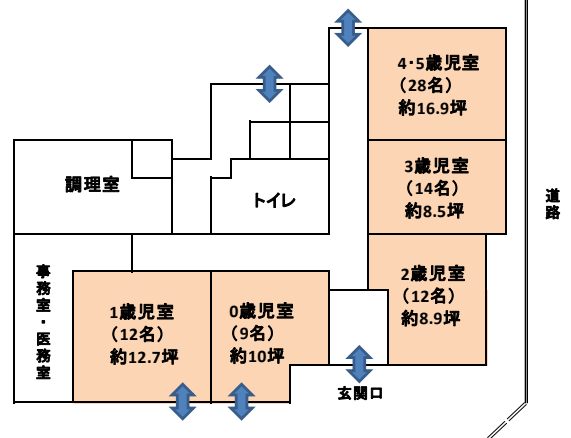 4・5歳児室
（28名）
約16.9坪
3歳児室
（14名）
約8.5坪
道路
調理室
トイレ
2歳児室
（12名）
約8.9坪
事務室・医務室
1歳児室
（12名）
約12.7坪
0歳児室
（9名）
約10坪
玄関口